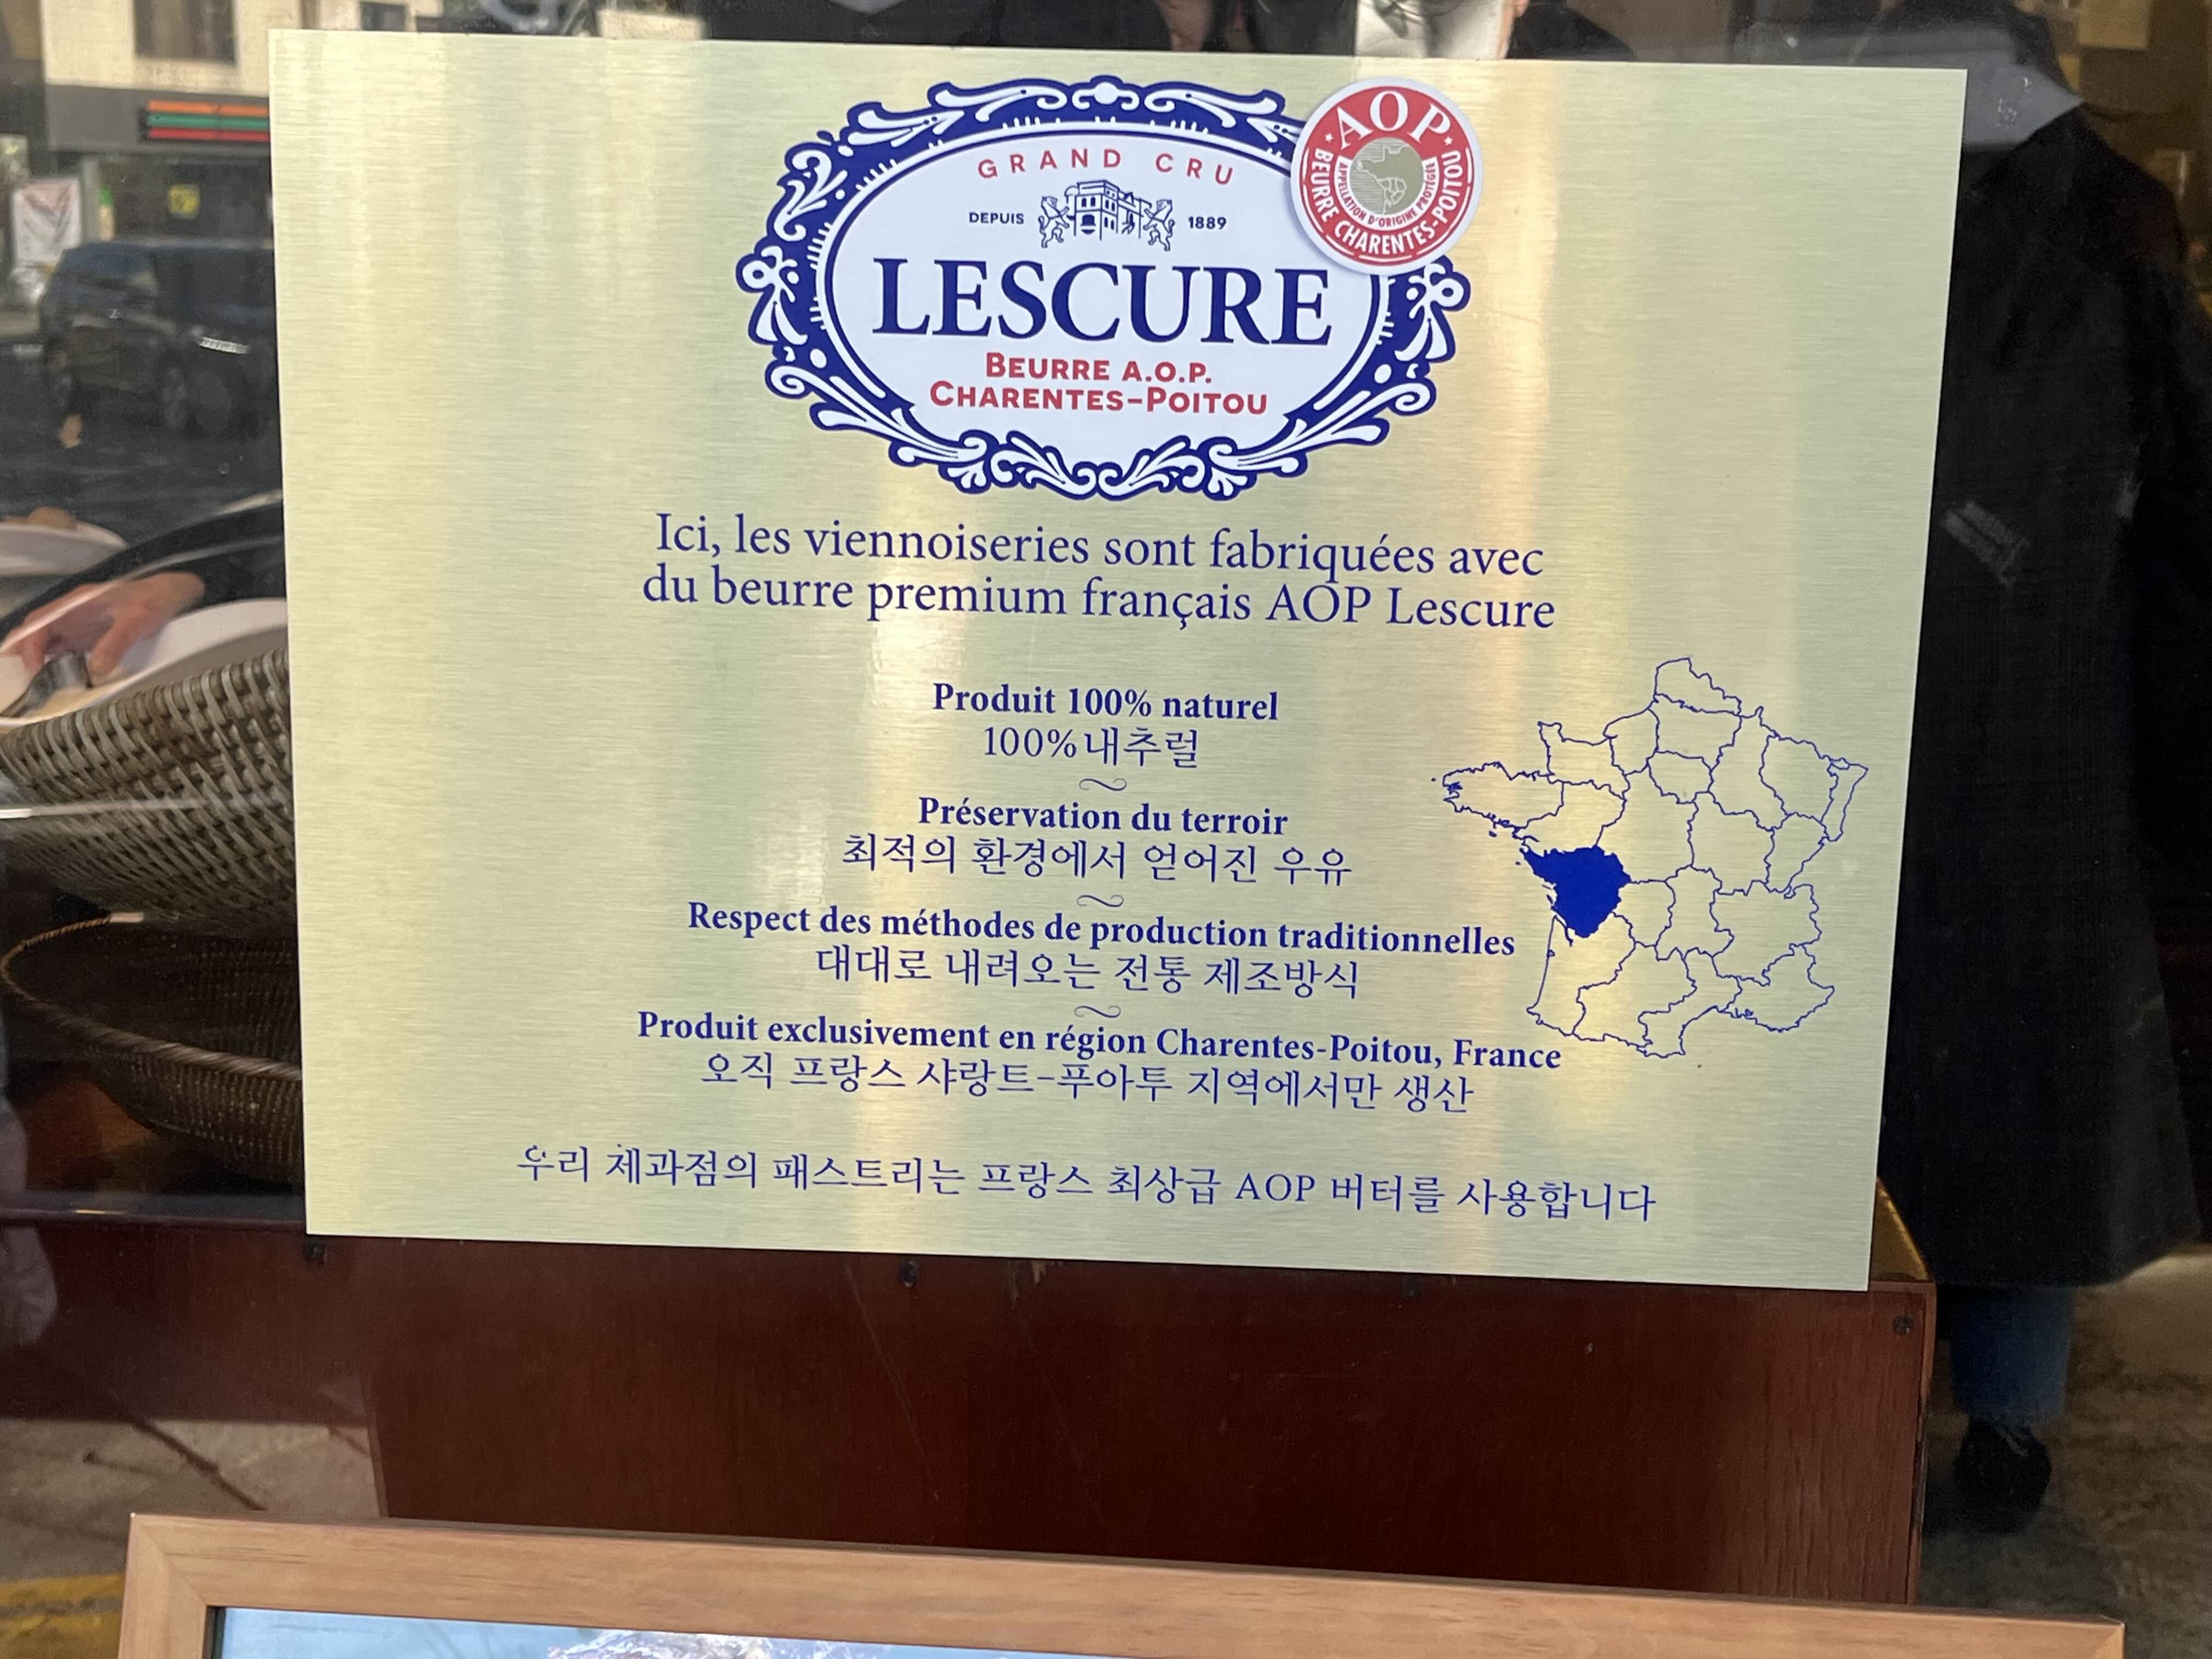 GRAND CRU
DEPUIS 1889
LESCURE
BEURRE A.O.P.
CHARENTES-POITOU
AOP
BEURRE CHARENTES-POITOU
APPELLATION D'ORIGINE PROTÉGÉE
Ici, les viennoiseries sont fabriquées avec
du beurre premium français AOP Lescure
Produit 100% naturel
100%내추럴
Préservation du terroir
최적의 환경에서 얻어진 우유
Respect des méthodes de production traditionnelles
대대로 내려오는 전통 제조방식
Produit exclusivement en région Charentes-Poitou, France
오직 프랑스 샤랑트-푸아투 지역에서만 생산
우리 제과점의 패스트리는 프랑스 최상급 AOP 버터를 사용합니다